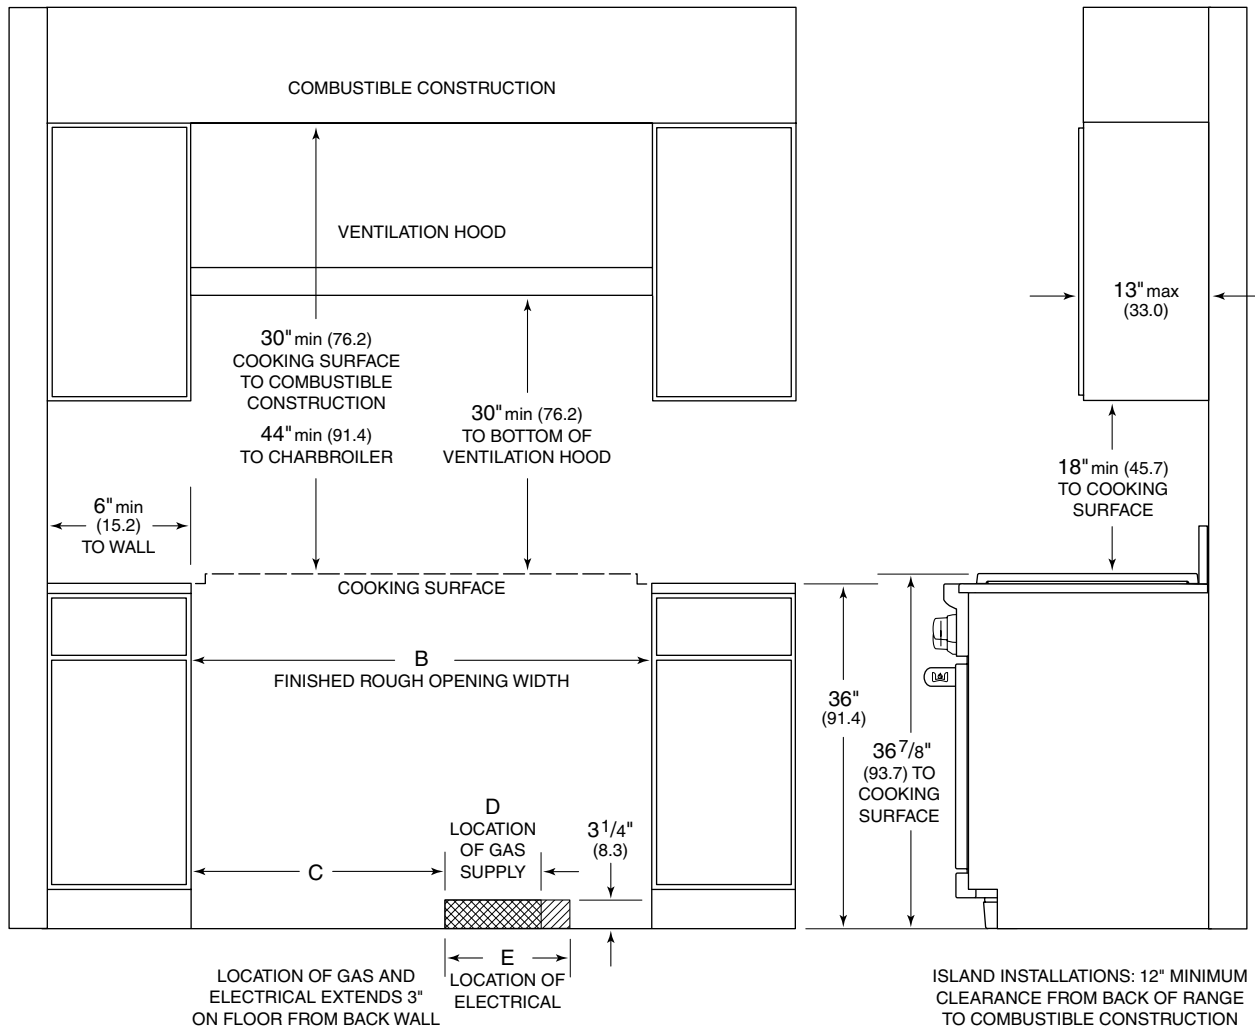 COMBUSTIBLE CONSTRUCTION
VENTILATION HOOD
13" max
(33.0)
30" min (76.2)
COOKING SURFACE
TO COMBUSTIBLE
CONSTRUCTION
44" min (91.4)
TO CHARBROILER
30" min (76.2)
TO BOTTOM OF
VENTILATION HOOD
18" min (45.7)
TO COOKING
SURFACE
6" min
(15.2)
TO WALL
COOKING SURFACE
B
FINISHED ROUGH OPENING WIDTH
36"
(91.4)
36 7/8"
(93.7) TO
COOKING
SURFACE
D
LOCATION
OF GAS
SUPPLY
3 1/4"
(8.3)
C
E
LOCATION OF
ELECTRICAL
LOCATION OF GAS AND
ELECTRICAL EXTENDS 3"
ON FLOOR FROM BACK WALL
ISLAND INSTALLATIONS: 12" MINIMUM
CLEARANCE FROM BACK OF RANGE
TO COMBUSTIBLE CONSTRUCTION